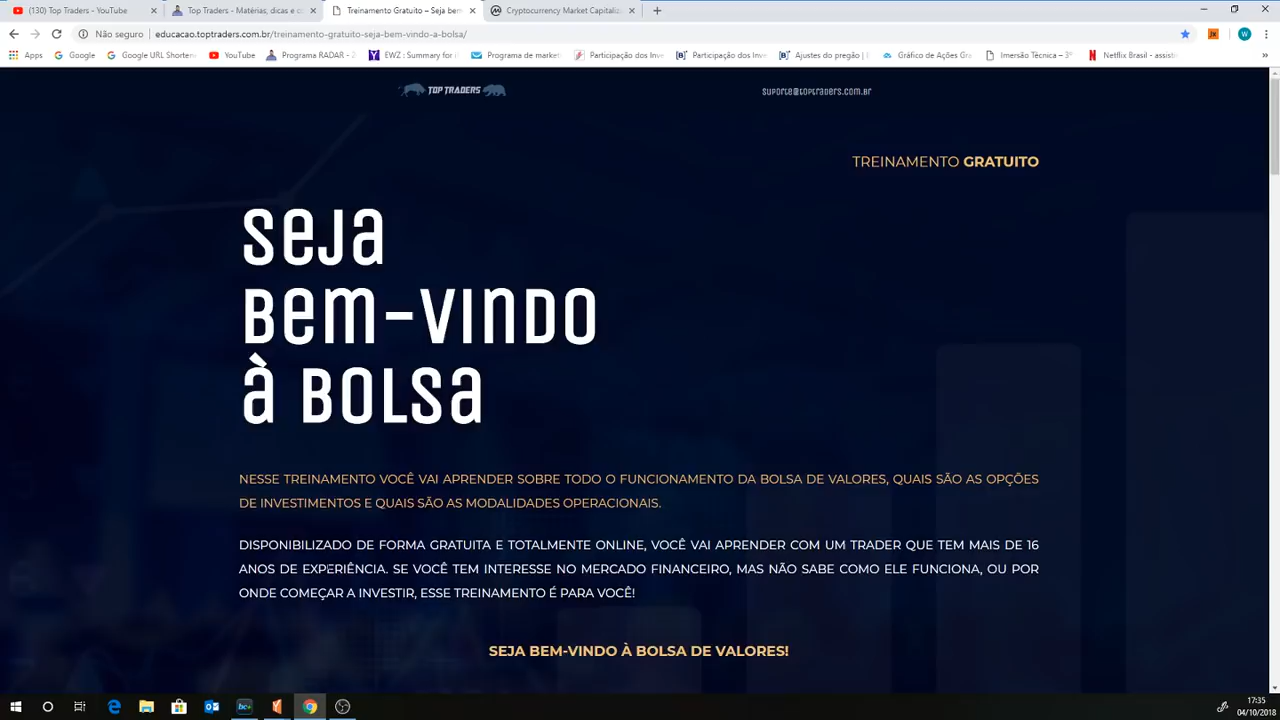 (130) Top Traders - YouTube
Top Traders - Matérias, dicas e c
Treinamento Gratuito – Seja bem
Cryptocurrency Market Capitaliz
Não seguro
educacao.toptraders.com.br/treinamento-gratuito-seja-bem-vindo-a-bolsa/
Apps
Google
Google URL Shorten
YouTube
Programa RADAR - 2
EWZ : Summary for i
Programa de market
Participação dos Inve
Participação dos Inve
Ajustes do pregão |
Gráfico de Ações Gra
Imersão Técnica – 3ª
Netflix Brasil - assist
»
TOP TRADERS
suporte@toptraders.com.br
TREINAMENTO GRATUITO
Seja
Bem-Vindo
à Bolsa
NESSE TREINAMENTO VOCÊ VAI APRENDER SOBRE TODO O FUNCIONAMENTO DA BOLSA DE VALORES, QUAIS SÃO AS OPÇÕES
DE INVESTIMENTOS E QUAIS SÃO AS MODALIDADES OPERACIONAIS.
DISPONIBILIZADO DE FORMA GRATUITA E TOTALMENTE ONLINE, VOCÊ VAI APRENDER COM UM TRADER QUE TEM MAIS DE 16
ANOS DE EXPERIÊNCIA. SE VOCÊ TEM INTERESSE NO MERCADO FINANCEIRO, MAS NÃO SABE COMO ELE FUNCIONA, OU POR
ONDE COMEÇAR A INVESTIR, ESSE TREINAMENTO É PARA VOCÊ!
SEJA BEM-VINDO À BOLSA DE VALORES!
17:35
04/10/2018